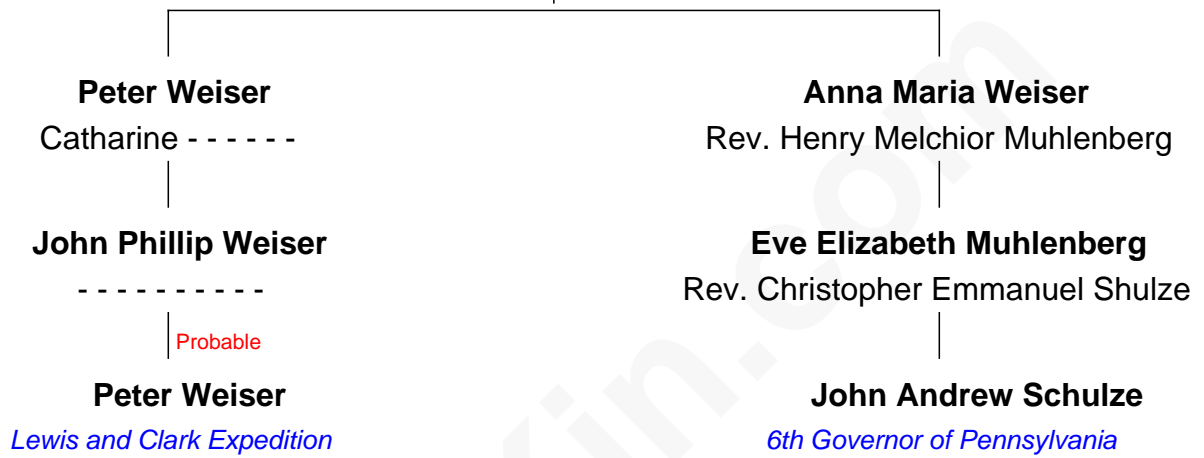 Peter Weiser
Catharine - - - - - -
Anna Maria Weiser
Rev. Henry Melchior Muhlenberg
John Phillip Weiser
- - - - - - - - - -
Eve Elizabeth Muhlenberg
Rev. Christopher Emmanuel Shulze
Probable
Peter Weiser
Lewis and Clark Expedition
John Andrew Schulze
6th Governor of Pennsylvania